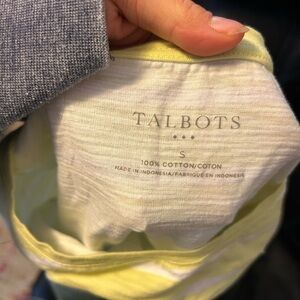 TALBOTS
S
100% COTTON/COTON
MADE IN INDONESIA/FABRIQUÉ EN INDONÉSIE